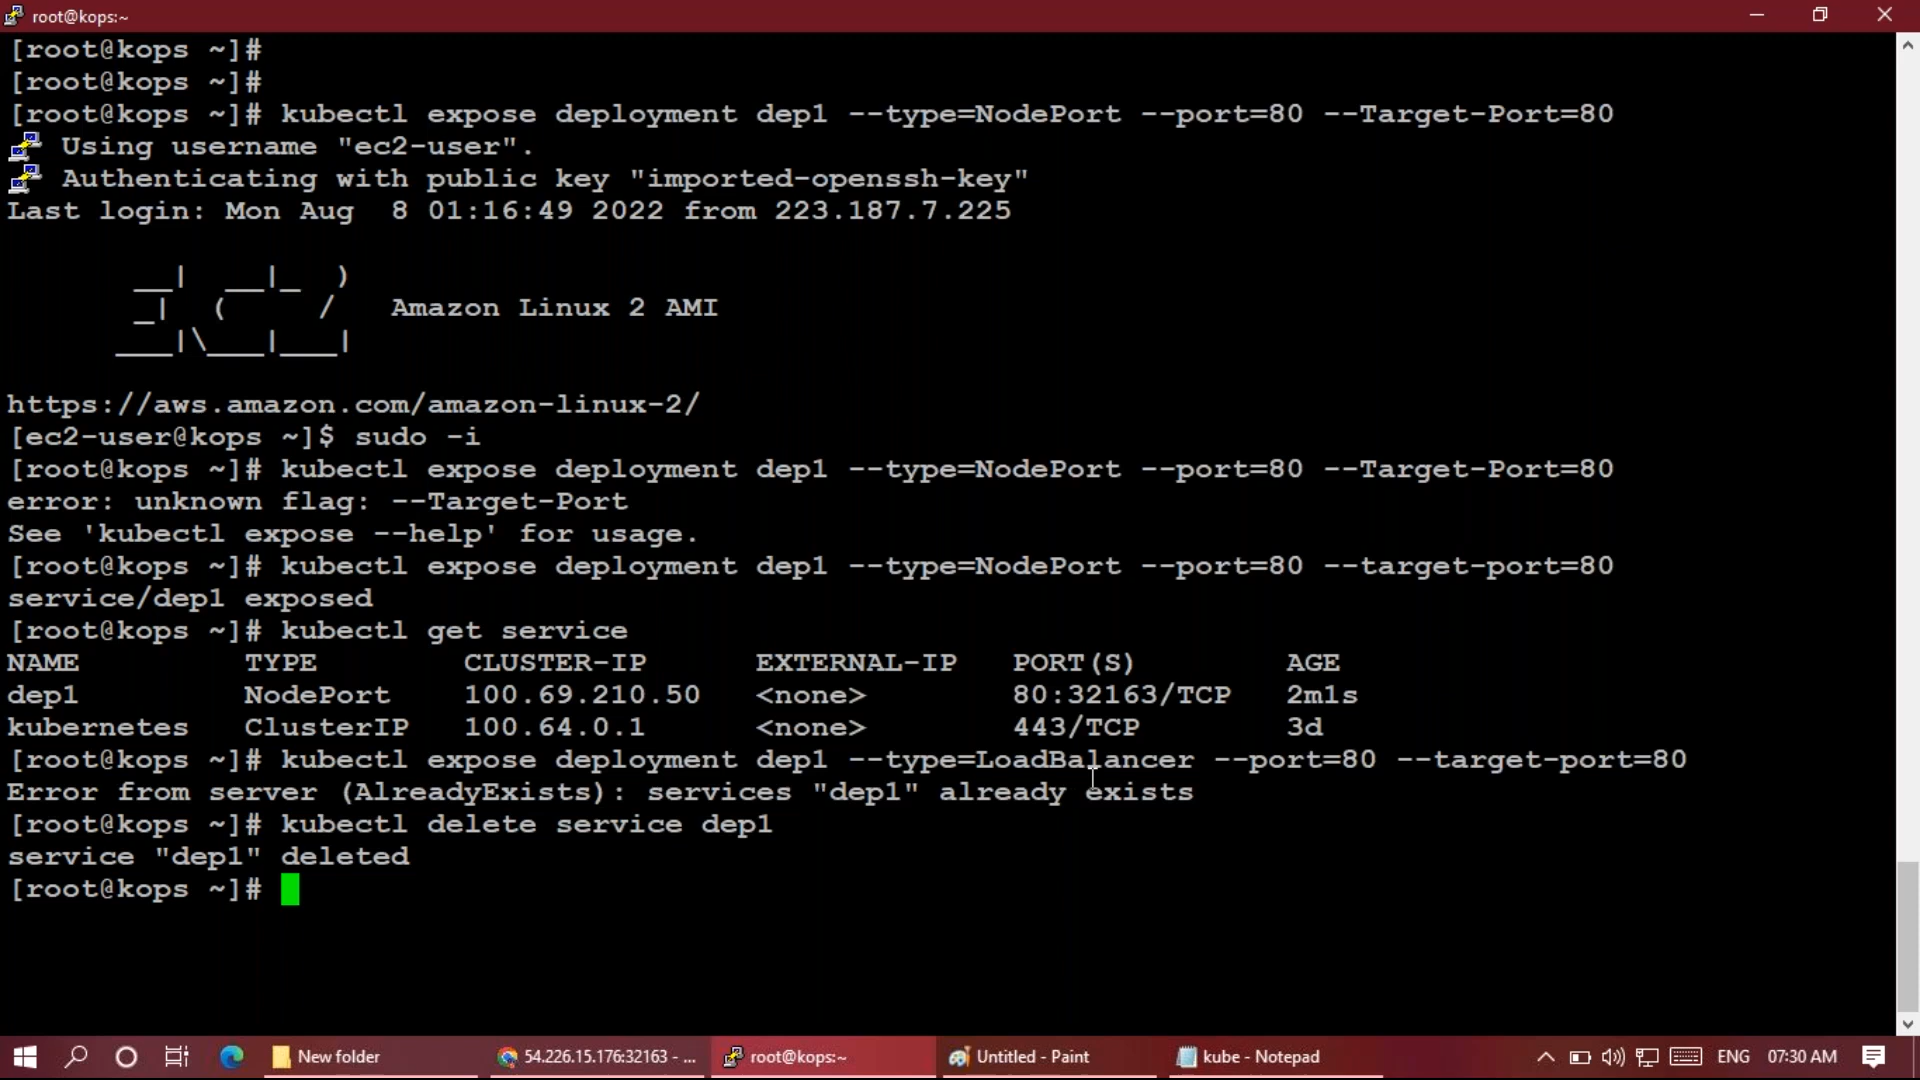 root@kops:~
[root@kops ~]#
[root@kops ~]#
[root@kops ~]# kubectl expose deployment dep1 --type=NodePort --port=80 --Target-Port=80
Using username "ec2-user".
Authenticating with public key "imported-openssh-key"
Last login: Mon Aug  8 01:16:49 2022 from 223.187.7.225
       __|  __|_  )
       _|  (     /   Amazon Linux 2 AMI
      ___|\___|___|
https://aws.amazon.com/amazon-linux-2/
[ec2-user@kops ~]$ sudo -i
[root@kops ~]# kubectl expose deployment dep1 --type=NodePort --port=80 --Target-Port=80
error: unknown flag: --Target-Port
See 'kubectl expose --help' for usage.
[root@kops ~]# kubectl expose deployment dep1 --type=NodePort --port=80 --target-port=80
service/dep1 exposed
[root@kops ~]# kubectl get service
NAME         TYPE        CLUSTER-IP      EXTERNAL-IP   PORT(S)        AGE
dep1         NodePort    100.69.210.50   <none>        80:32163/TCP   2m1s
kubernetes   ClusterIP   100.64.0.1      <none>        443/TCP        3d
[root@kops ~]# kubectl expose deployment dep1 --type=LoadBalancer --port=80 --target-port=80
Error from server (AlreadyExists): services "dep1" already exists
[root@kops ~]# kubectl delete service dep1
service "dep1" deleted
[root@kops ~]#
New folder
54.226.15.176:32163 - ...
root@kops:~
Untitled - Paint
kube - Notepad
ENG
07:30 AM